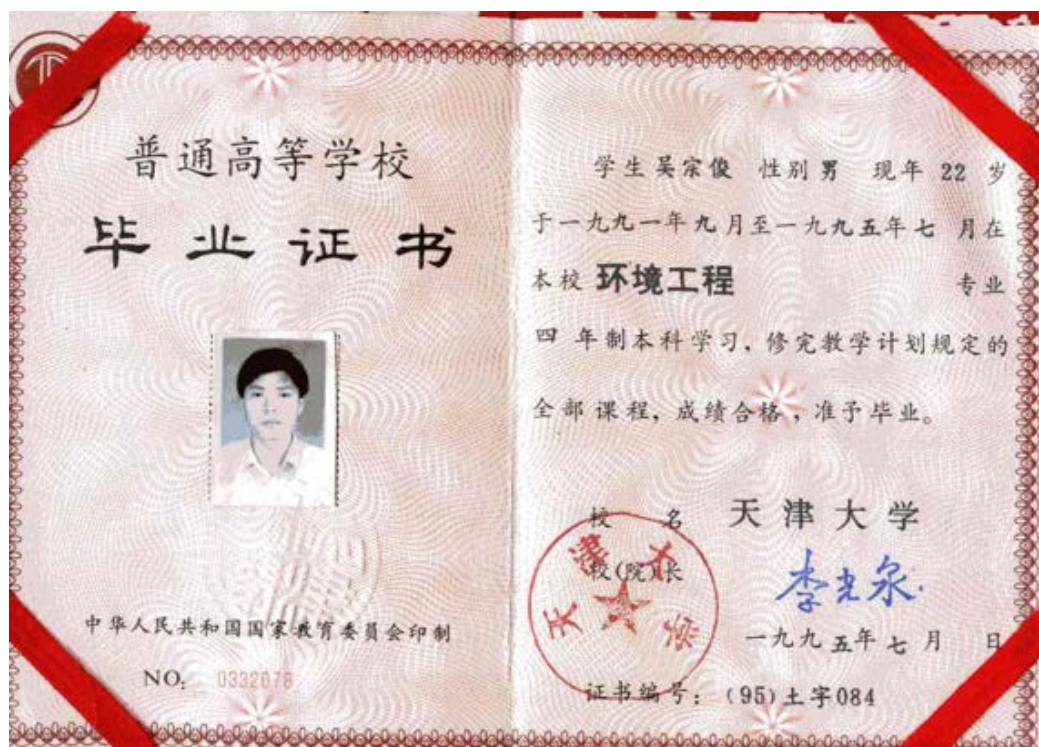 普通高等学校
毕业证书
中华人民共和国国家教育委员会印制
NO: 0332076
学生吴宗俊 性别男 现年 22 岁
于一九九一年九月至一九九五年七 月在
本校 环境工程 专业
四 年制本科学习，修完教学计划规定的
全部课程，成绩合格，准予毕业。
校 名 天津大学
校(院)长 李光泉
一九九五年七月 日
证书编号：(95)土字084
天津大学